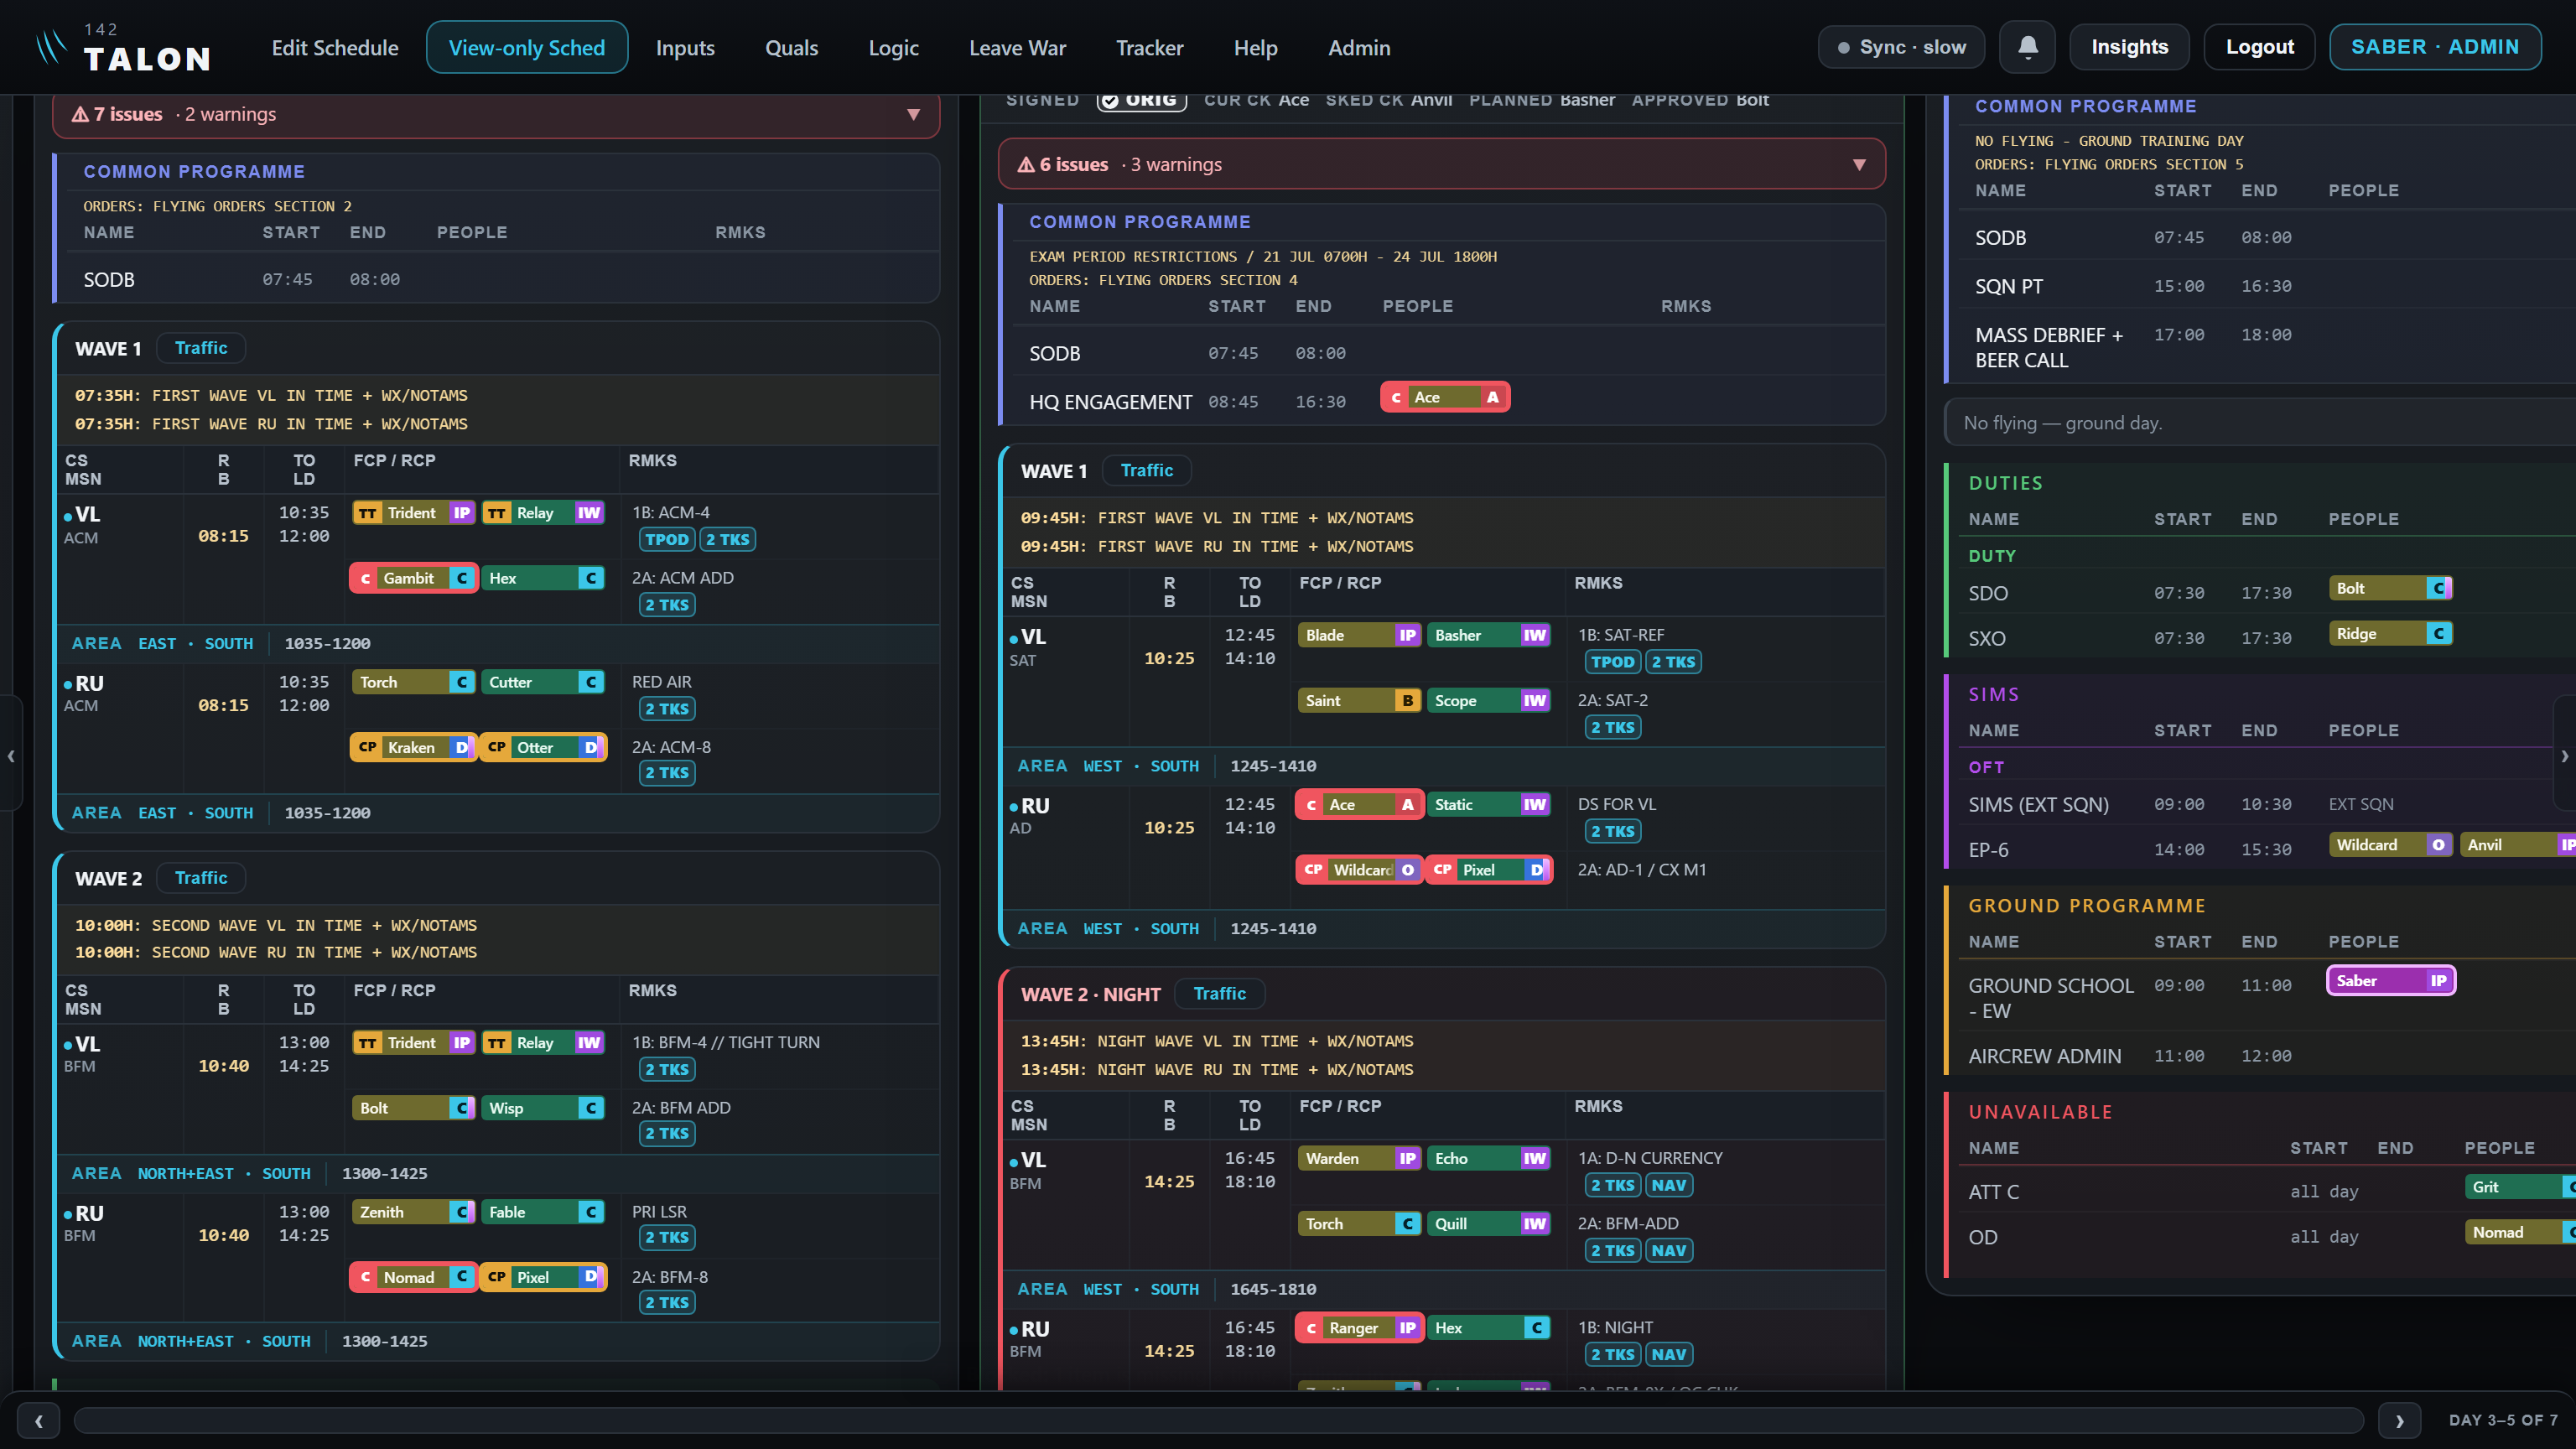 142
TALON
Edit Schedule
View-only Sched
Inputs
Quals
Logic
Leave War
Tracker
Help
Admin
Sync · slow
Insights
Logout
SABER · ADMIN
7 issues · 2 warnings
COMMON PROGRAMME
ORDERS: FLYING ORDERS SECTION 2
NAME START END PEOPLE RMKS
SODB 07:45 08:00
WAVE 1 Traffic
07:35H: FIRST WAVE VL IN TIME + WX/NOTAMS
07:35H: FIRST WAVE RU IN TIME + WX/NOTAMS
CS R TO FCP / RCP RMKS
MSN B LD
VL 10:35 TT Trident IP TT Relay IW 1B: ACM-4
ACM 08:15 12:00 TPOD 2 TKS
C Gambit C Hex C 2A: ACM ADD
2 TKS
AREA EAST · SOUTH 1035-1200
RU 10:35 Torch C Cutter C RED AIR
ACM 08:15 12:00 2 TKS
CP Kraken D CP Otter D 2A: ACM-8
2 TKS
AREA EAST · SOUTH 1035-1200
WAVE 2 Traffic
10:00H: SECOND WAVE VL IN TIME + WX/NOTAMS
10:00H: SECOND WAVE RU IN TIME + WX/NOTAMS
CS R TO FCP / RCP RMKS
MSN B LD
VL 13:00 TT Trident IP TT Relay IW 1B: BFM-4 // TIGHT TURN
BFM 10:40 14:25 2 TKS
Bolt C Wisp C 2A: BFM ADD
2 TKS
AREA NORTH+EAST · SOUTH 1300-1425
RU 13:00 Zenith C Fable C PRI LSR
BFM 10:40 14:25 2 TKS
C Nomad C CP Pixel D 2A: BFM-8
2 TKS
AREA NORTH+EAST · SOUTH 1300-1425
SIGNED ORIG CUR CK Ace SKED CK Anvil PLANNED Basher APPROVED Bolt
6 issues · 3 warnings
COMMON PROGRAMME
EXAM PERIOD RESTRICTIONS / 21 JUL 0700H - 24 JUL 1800H
ORDERS: FLYING ORDERS SECTION 4
NAME START END PEOPLE RMKS
SODB 07:45 08:00
HQ ENGAGEMENT 08:45 16:30 C Ace A
WAVE 1 Traffic
09:45H: FIRST WAVE VL IN TIME + WX/NOTAMS
09:45H: FIRST WAVE RU IN TIME + WX/NOTAMS
CS R TO FCP / RCP RMKS
MSN B LD
VL 12:45 Blade IP Basher IW 1B: SAT-REF
SAT 10:25 14:10 TPOD 2 TKS
Saint B Scope IW 2A: SAT-2
2 TKS
AREA WEST · SOUTH 1245-1410
RU 12:45 C Ace A Static IW DS FOR VL
AD 10:25 14:10 2 TKS
CP Wildcard O CP Pixel D 2A: AD-1 / CX M1
AREA WEST · SOUTH 1245-1410
WAVE 2 · NIGHT Traffic
13:45H: NIGHT WAVE VL IN TIME + WX/NOTAMS
13:45H: NIGHT WAVE RU IN TIME + WX/NOTAMS
CS R TO FCP / RCP RMKS
MSN B LD
VL 16:45 Warden IP Echo IW 1A: D-N CURRENCY
BFM 14:25 18:10 2 TKS NAV
Torch C Quill IW 2A: BFM-ADD
2 TKS NAV
AREA WEST · SOUTH 1645-1810
RU 16:45 C Ranger IP Hex C 1B: NIGHT
BFM 14:25 18:10 2 TKS NAV
COMMON PROGRAMME
NO FLYING - GROUND TRAINING DAY
ORDERS: FLYING ORDERS SECTION 5
NAME START END PEOPLE
SODB 07:45 08:00
SQN PT 15:00 16:30
MASS DEBRIEF + 17:00 18:00
BEER CALL
No flying — ground day.
DUTIES
NAME START END PEOPLE
DUTY
SDO 07:30 17:30 Bolt C
SXO 07:30 17:30 Ridge C
SIMS
NAME START END PEOPLE
OFT
SIMS (EXT SQN) 09:00 10:30 EXT SQN
EP-6 14:00 15:30 Wildcard O Anvil IP
GROUND PROGRAMME
NAME START END PEOPLE
GROUND SCHOOL 09:00 11:00 Saber IP
- EW
AIRCREW ADMIN 11:00 12:00
UNAVAILABLE
NAME START END PEOPLE
ATT C all day Grit
OD all day Nomad
DAY 3–5 OF 7